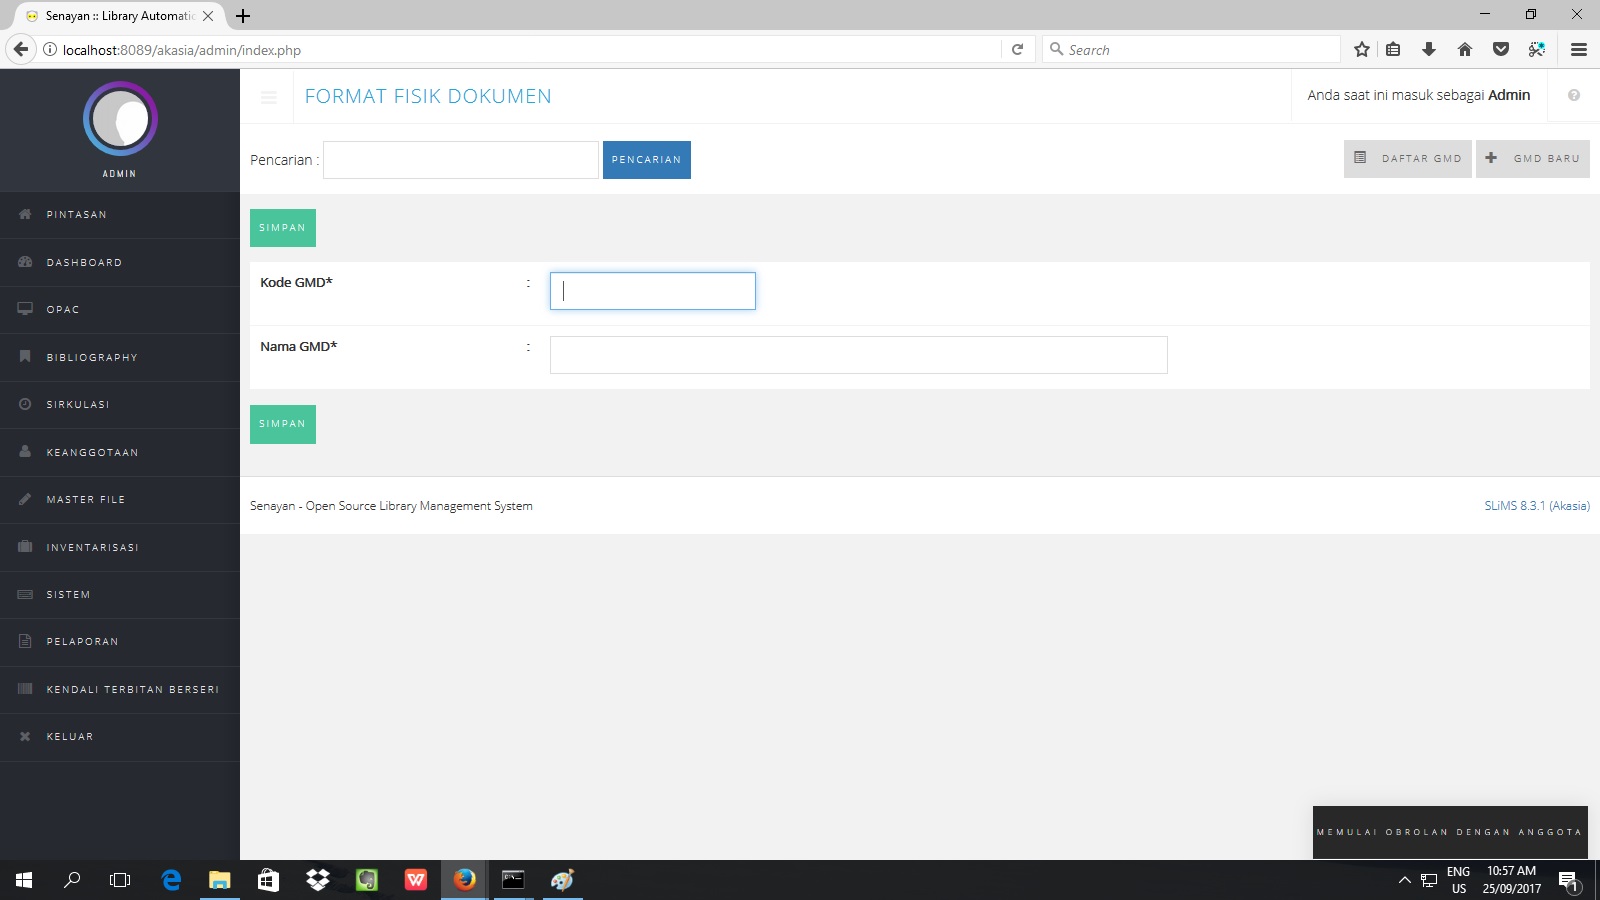 Senayan :: Library Automatic
localhost:8089/akasia/admin/index.php
Search
ADMIN
PINTASAN
DASHBOARD
OPAC
BIBLIOGRAPHY
SIRKULASI
KEANGGOTAAN
MASTER FILE
INVENTARISASI
SISTEM
PELAPORAN
KENDALI TERBITAN BERSERI
KELUAR
FORMAT FISIK DOKUMEN
Anda saat ini masuk sebagai Admin
Pencarian :
PENCARIAN
DAFTAR GMD
GMD BARU
SIMPAN
Kode GMD* :
Nama GMD* :
SIMPAN
Senayan - Open Source Library Management System
SLiMS 8.3.1 (Akasia)
MEMULAI OBROLAN DENGAN ANGGOTA
ENG
US
10:57 AM
25/09/2017
1